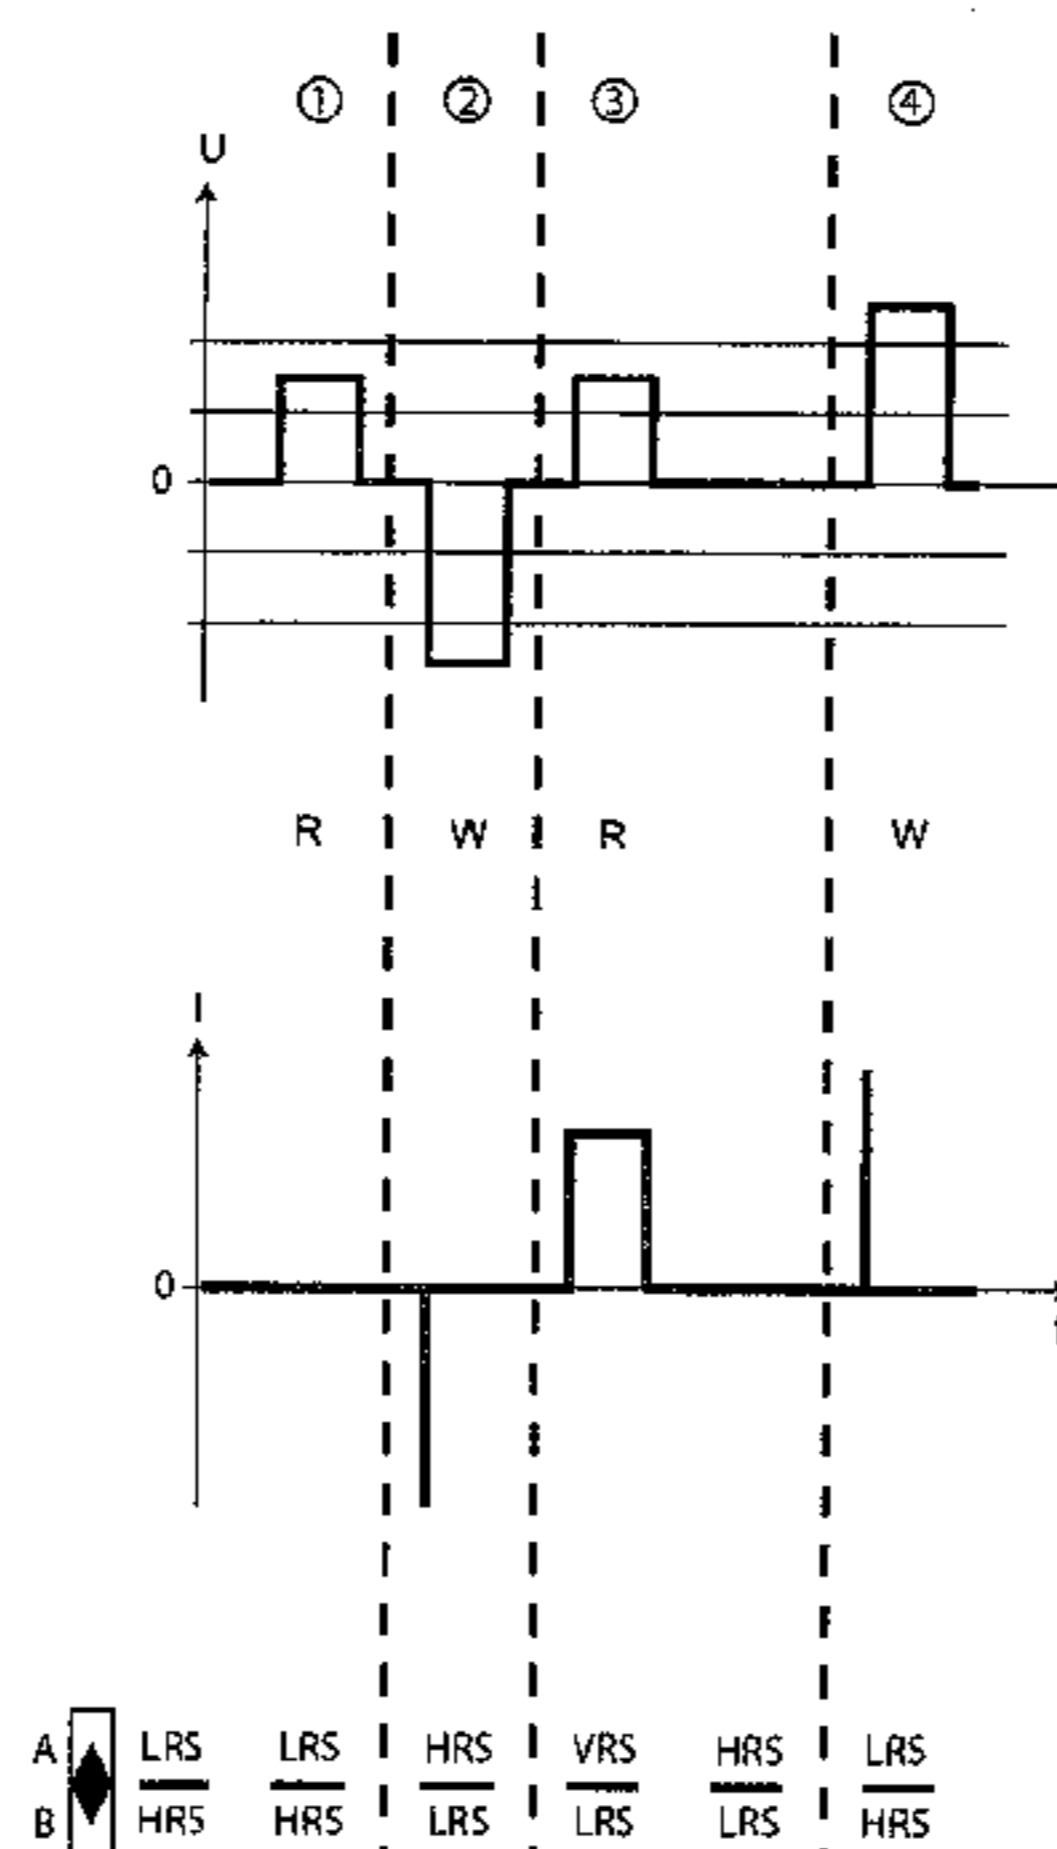 ① ② ③ ④
U
0
R W R W
I
0
A LRS LRS HRS VRS HRS LRS
B HRS HRS LRS LRS LRS HRS